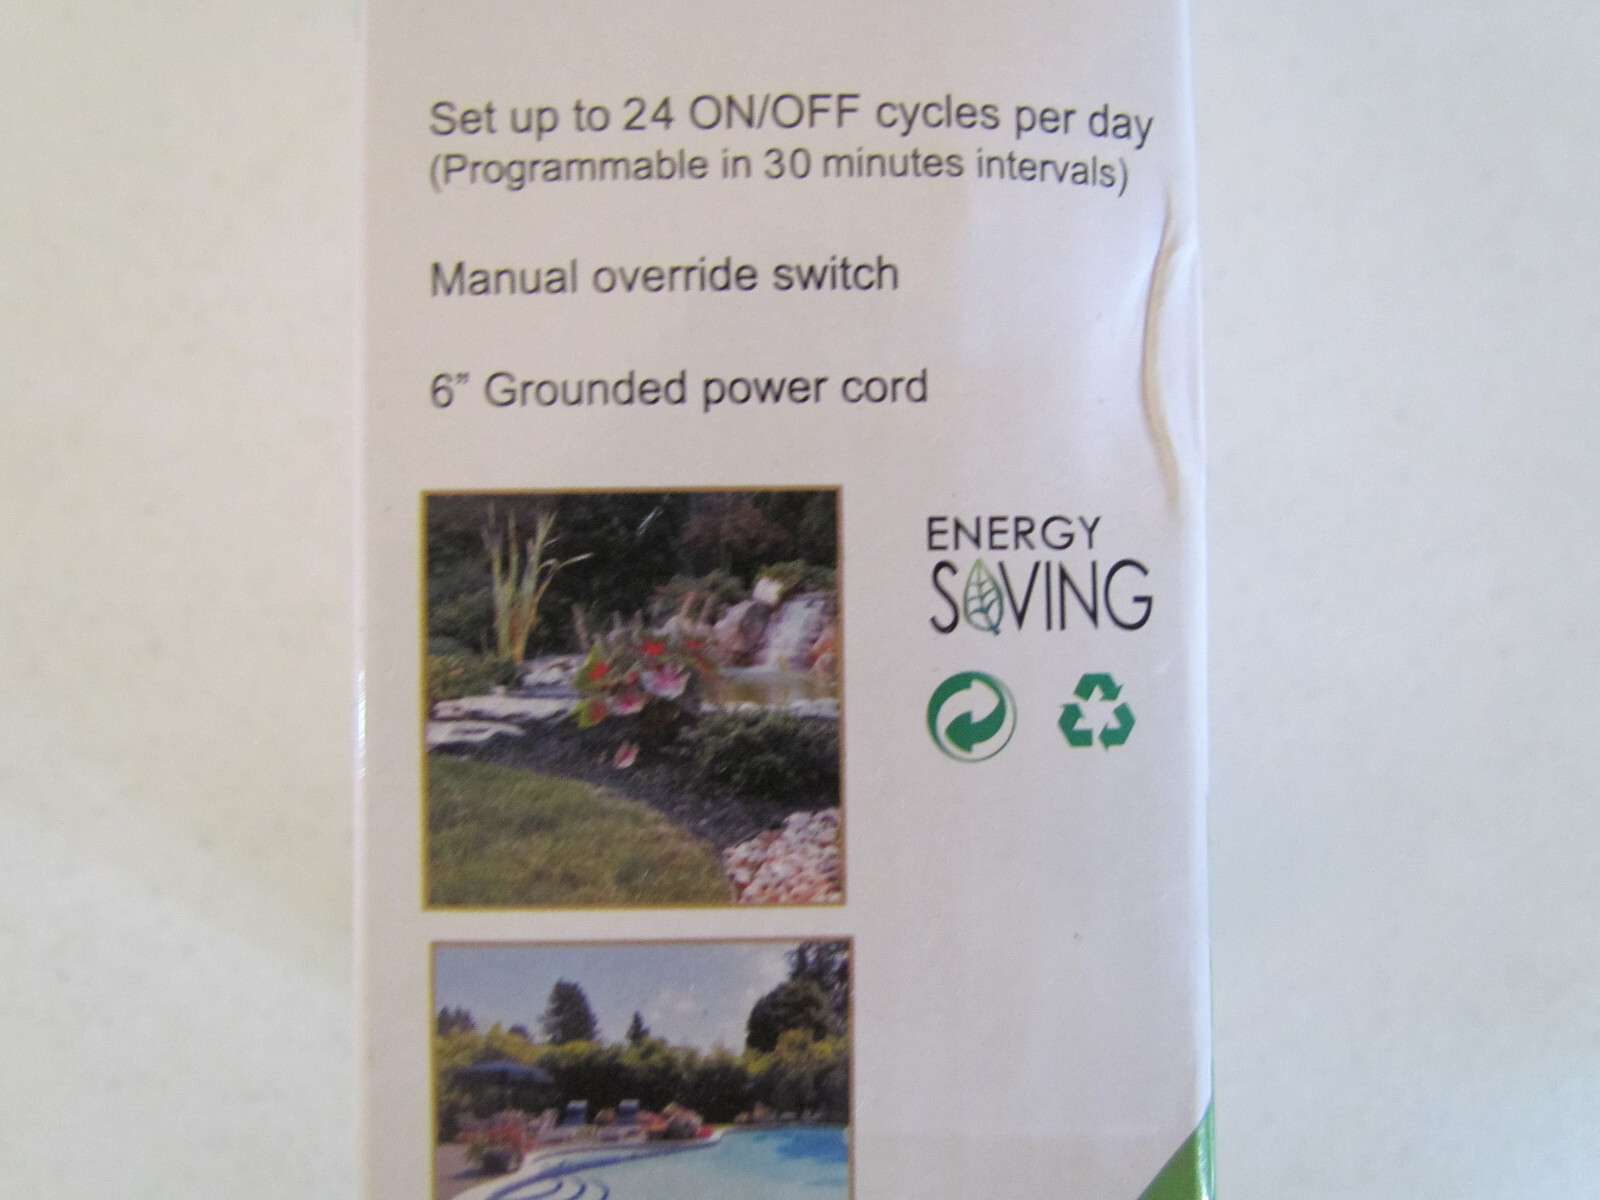 Set up to 24 ON/OFF cycles per day
(Programmable in 30 minutes intervals)
Manual override switch
6” Grounded power cord
ENERGY
SAVING